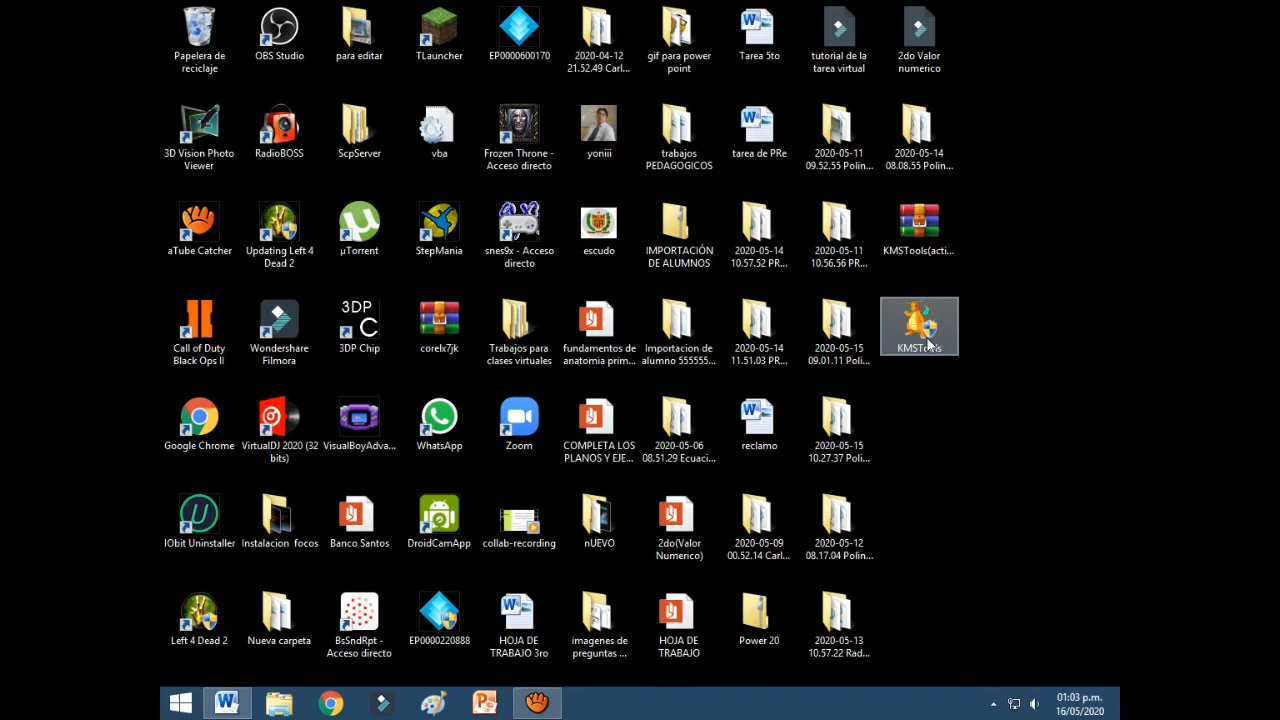 Papelera de
reciclaje
OBS Studio
para editar
TLauncher
EP0000600170
2020-04-12
21.52.49 Carl...
gif para power
point
Tarea 5to
tutorial de la
tarea virtual
2do Valor
numerico
3D Vision Photo
Viewer
RadioBOSS
ScpServer
vba
Frozen Throne -
Acceso directo
yoniii
trabajos
PEDAGOGICOS
tarea de PRe
2020-05-11
09.52.55 Polin...
2020-05-14
08.08.55 Polin...
aTube Catcher
Updating Left 4
Dead 2
µTorrent
StepMania
snes9x - Acceso
directo
escudo
IMPORTACIÓN
DE ALUMNOS
2020-05-14
10.57.52 PR...
2020-05-11
10.56.56 PR...
KMSTools(acti...
Call of Duty
Black Ops II
Wondershare
Filmora
3DP
C
3DP Chip
corelx7jk
Trabajos para
clases virtuales
fundamentos de
anatomia prim...
Importacion de
alumno 555555...
2020-05-14
11.51.03 PR...
2020-05-15
09.01.11 Polin...
Google Chrome
VirtualDJ 2020 (32
bits)
VisualBoyAdva...
WhatsApp
Zoom
COMPLETA LOS
PLANOS Y EJE...
2020-05-06
08.51.29 Ecuaci...
reclamo
2020-05-15
10.27.37 Polin...
IObit Uninstaller
Instalacion focos
Banco Santos
DroidCamApp
collab-recording
nUEVO
2do(Valor
Numerico)
2020-05-09
00.52.14 Carl...
2020-05-12
08.17.04 Polin...
Left 4 Dead 2
Nueva carpeta
BsSndRpt -
Acceso directo
EP0000220888
HOJA DE
TRABAJO 3ro
imagenes de
preguntas ...
HOJA DE
TRABAJO
Power 20
2020-05-13
10.57.22 Rad...
01:03 p.m.
16/05/2020